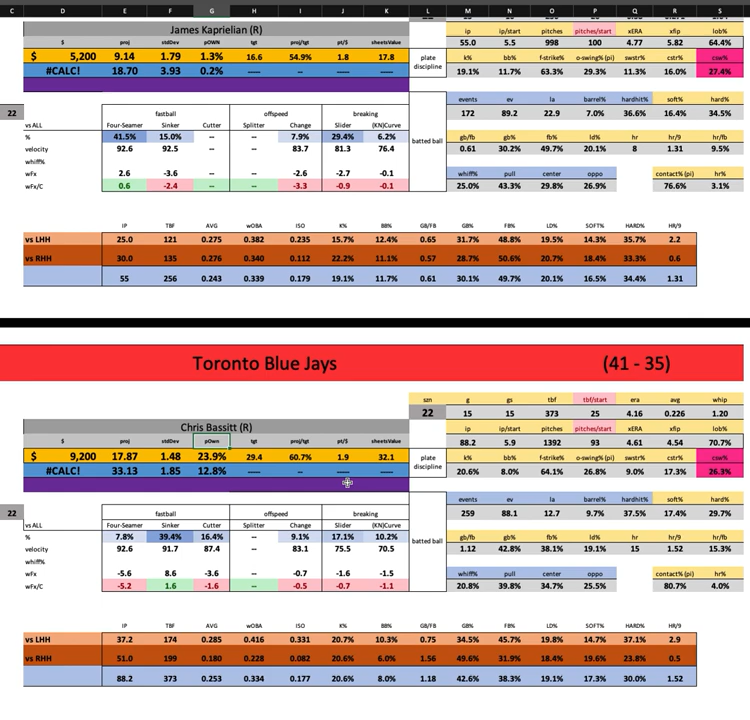 C D E F G H I J K L M N O P Q R S
James Kaprielian (R)
$ proj stdDev pOWN tgt proj/tgt pt/$ sheetsValue
$ 5,200 9.14 1.79 1.3% 16.6 54.9% 1.8 17.8
#CALC! 18.70 3.93 0.2% — — — —
ip ip/start pitches pitches/start xERA xfip lob%
55.0 5.5 998 100 4.77 5.82 64.4%
plate discipline
k% bb% f-strike% o-swing% (pi) swstr% cstr% csw%
19.1% 11.7% 63.3% 29.3% 11.3% 16.0% 27.4%
22
fastball offspeed breaking
vs ALL Four-Seamer Sinker Cutter Splitter Change Slider (KN)Curve
% 41.5% 15.0% -- -- 7.9% 29.4% 6.2%
velocity 92.6 92.5 -- -- 83.7 81.3 76.4
whiff%
wFx 2.6 -3.6 -- -- -2.6 -2.7 -0.1
wFx/C 0.6 -2.4 -- -- -3.3 -0.9 -0.1
batted ball
events ev la barrel% hardhit% soft% hard%
172 89.2 22.9 7.0% 36.6% 16.4% 34.5%
gb/fb gb% fb% ld% hr hr/9 hr/fb
0.61 30.2% 49.7% 20.1% 8 1.31 9.5%
whiff% pull center oppo contact% (pi) hr%
25.0% 43.3% 29.8% 26.9% 76.6% 3.1%
IP TBF AVG wOBA ISO K% BB% GB/FB GB% FB% LD% SOFT% HARD% HR/9
vs LHH 25.0 121 0.275 0.382 0.235 15.7% 12.4% 0.65 31.7% 48.8% 19.5% 14.3% 35.7% 2.2
vs RHH 30.0 135 0.276 0.340 0.112 22.2% 11.1% 0.57 28.7% 50.6% 20.7% 18.4% 33.3% 0.6
55 256 0.243 0.339 0.179 19.1% 11.7% 0.61 30.1% 49.7% 20.1% 16.5% 34.4% 1.31
Toronto Blue Jays (41 - 35)
szn g gs tbf tbf/start era avg whip
22 15 15 373 25 4.16 0.226 1.20
Chris Bassitt (R)
$ proj stdDev pOwn tgt proj/tgt pt/$ sheetsValue
$ 9,200 17.87 1.48 23.9% 29.4 60.7% 1.9 32.1
#CALC! 33.13 1.85 12.8% — — — —
ip ip/start pitches pitches/start xERA xfip lob%
88.2 5.9 1392 93 4.61 4.54 70.7%
plate discipline
k% bb% f-strike% o-swing% (pi) swstr% cstr% csw%
20.6% 8.0% 64.1% 26.8% 9.0% 17.3% 26.3%
22
fastball offspeed breaking
vs ALL Four-Seamer Sinker Cutter Splitter Change Slider (KN)Curve
% 7.8% 39.4% 16.4% -- 9.1% 17.1% 10.2%
velocity 92.6 91.7 87.4 -- 83.1 75.5 70.5
whiff%
wFx -5.6 8.6 -3.6 -- -0.7 -1.6 -1.5
wFx/C -5.2 1.6 -1.6 -- -0.5 -0.7 -1.1
batted ball
events ev la barrel% hardhit% soft% hard%
259 88.1 12.7 9.7% 37.5% 17.4% 29.7%
gb/fb gb% fb% ld% hr hr/9 hr/fb
1.12 42.8% 38.1% 19.1% 15 1.52 15.3%
whiff% pull center oppo contact% (pi) hr%
20.8% 39.8% 34.7% 25.5% 80.7% 4.0%
IP TBF AVG wOBA ISO K% BB% GB/FB GB% FB% LD% SOFT% HARD% HR/9
vs LHH 37.2 174 0.285 0.416 0.331 20.7% 10.3% 0.75 34.5% 45.7% 19.8% 14.7% 37.1% 2.9
vs RHH 51.0 199 0.180 0.228 0.082 20.6% 6.0% 1.56 49.6% 31.9% 18.4% 19.6% 23.8% 0.5
88.2 373 0.253 0.334 0.177 20.6% 8.0% 1.18 42.6% 38.3% 19.1% 17.3% 30.0% 1.52